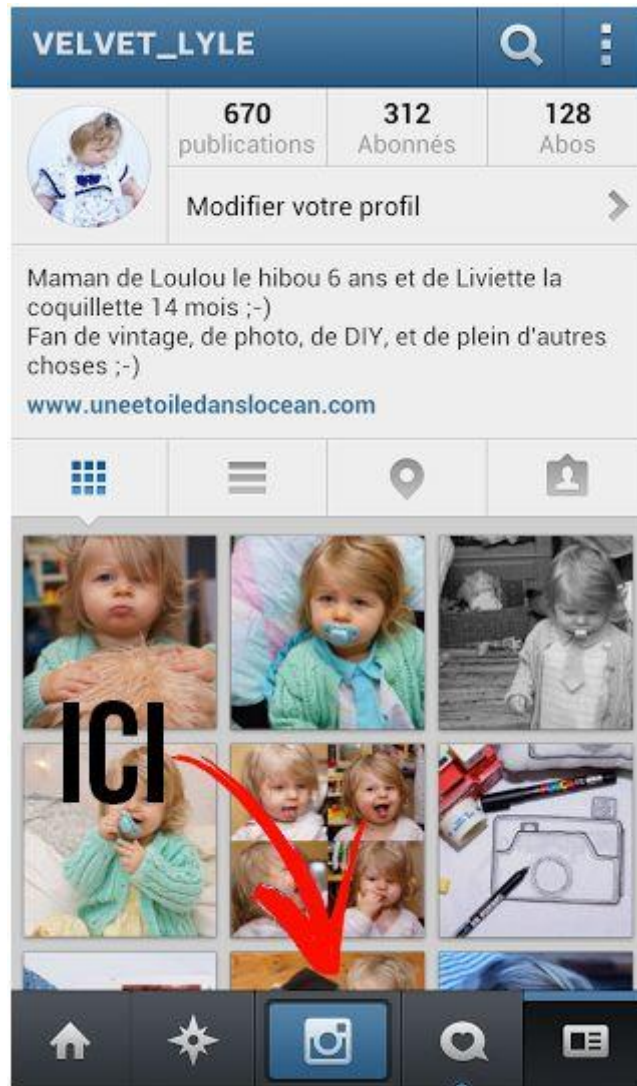 VELVET_LYLE
670 312 128
publications Abonnés Abos
Modifier votre profil
Maman de Loulou le hibou 6 ans et de Liviette la
coquillette 14 mois ;-)
Fan de vintage, de photo, de DIY, et de plein d'autres
choses ;-)
www.uneetoiledanslocean.com
ICI